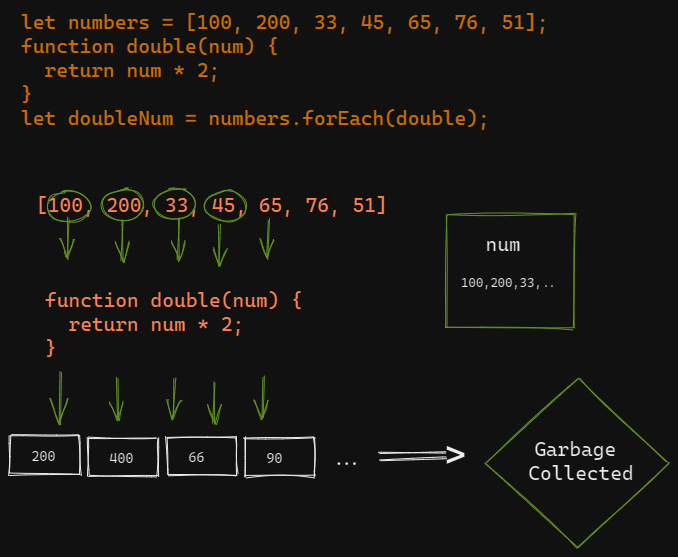 let numbers = [100, 200, 33, 45, 65, 76, 51];
function double(num) {
  return num * 2;
}
let doubleNum = numbers.forEach(double);
[100, 200, 33, 45, 65, 76, 51]
num
100,200,33,..
function double(num) {
  return num * 2;
}
200 400 66 90 ...
Garbage
Collected